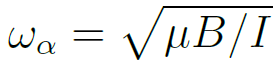 ω_α = √μB/I